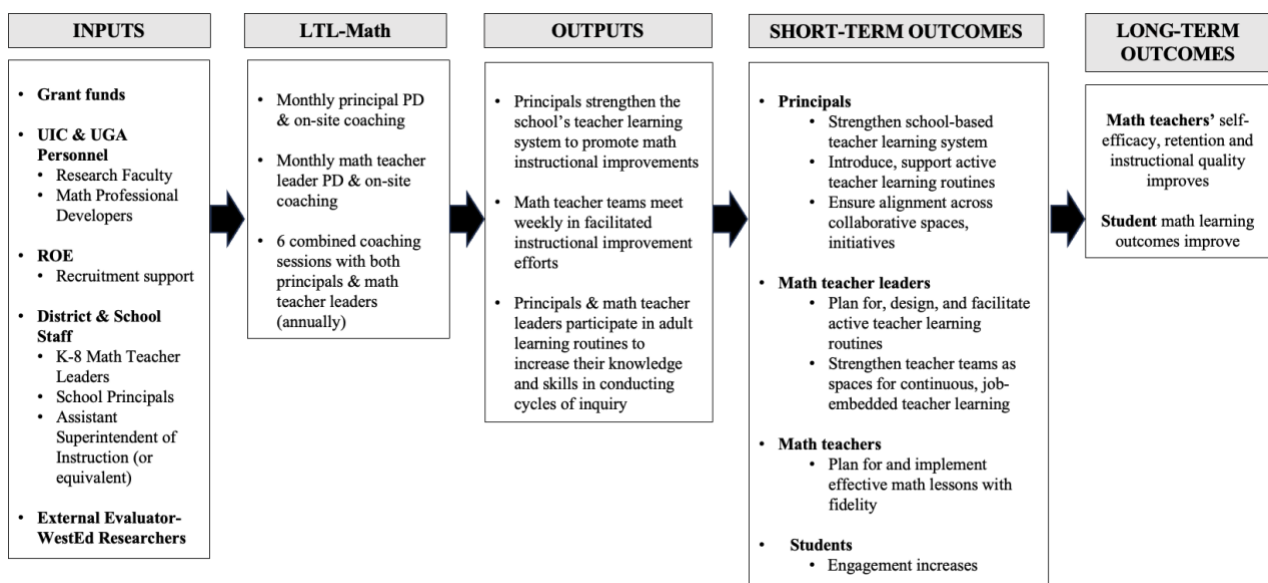 INPUTS
• Grant funds
• UIC & UGA
Personnel
• Research Faculty
• Math Professional
Developers
• ROE
• Recruitment support
• District & School
Staff
• K-8 Math Teacher
Leaders
• School Principals
• Assistant
Superintendent of
Instruction (or
equivalent)
• External Evaluator-
WestEd Researchers
LTL-Math
• Monthly principal PD
& on-site coaching
• Monthly math teacher
leader PD & on-site
coaching
• 6 combined coaching
sessions with both
principals & math
teacher leaders
(annually)
OUTPUTS
• Principals strengthen the
school's teacher learning
system to promote math
instructional improvements
• Math teacher teams meet
weekly in facilitated
instructional improvement
efforts
• Principals & math teacher
leaders participate in adult
learning routines to
increase their knowledge
and skills in conducting
cycles of inquiry
SHORT-TERM OUTCOMES
• Principals
• Strengthen school-based
teacher learning system
• Introduce, support active
teacher learning routines
• Ensure alignment across
collaborative spaces,
initiatives
• Math teacher leaders
• Plan for, design, and facilitate
active teacher learning
routines
• Strengthen teacher teams as
spaces for continuous, job-
embedded teacher learning
• Math teachers
• Plan for and implement
effective math lessons with
fidelity
• Students
• Engagement increases
LONG-TERM
OUTCOMES
Math teachers' self-
efficacy, retention and
instructional quality
improves
Student math learning
outcomes improve